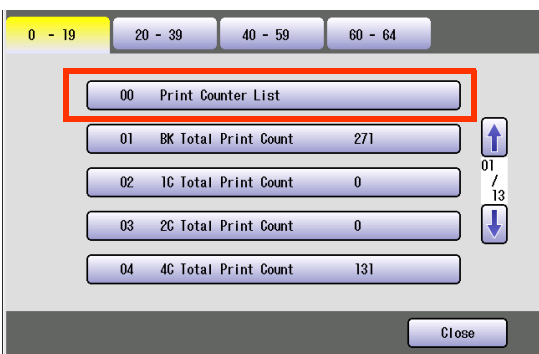 0 - 19 20 - 39 40 - 59 60 - 64
00 Print Counter List
01 BK Total Print Count 271
02 1C Total Print Count 0
03 2C Total Print Count 0
04 4C Total Print Count 131
01
/
13
Close